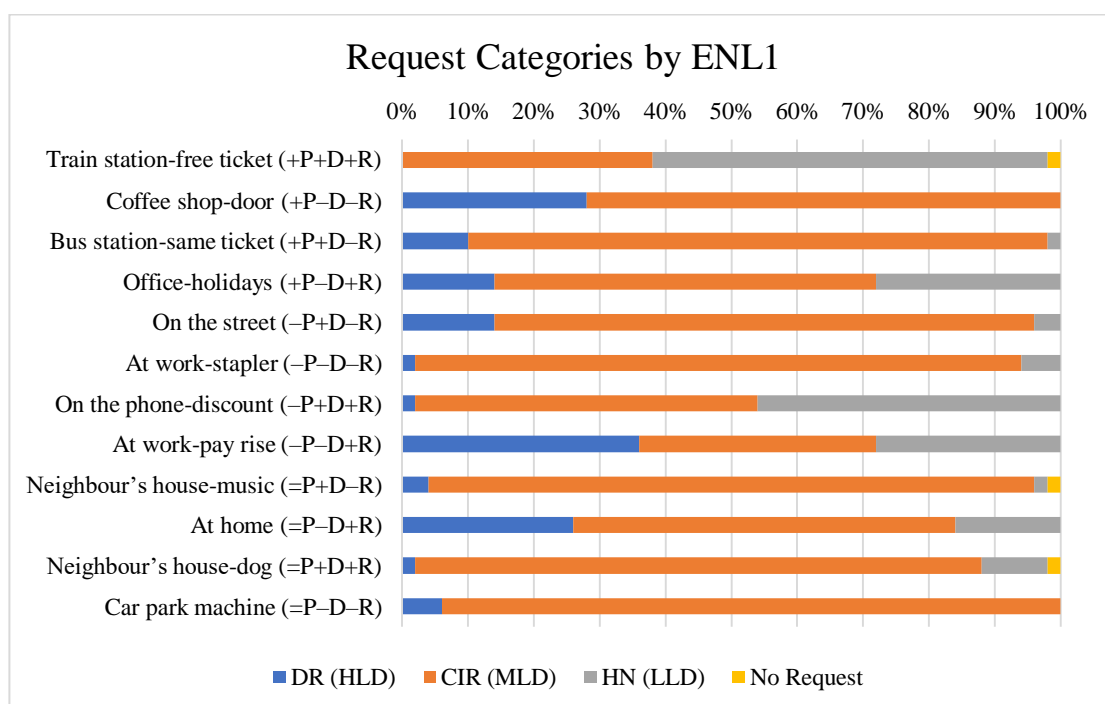 Request Categories by ENL1
0% 10% 20% 30% 40% 50% 60% 70% 80% 90% 100%
Train station-free ticket (+P+D+R)
Coffee shop-door (+P–D–R)
Bus station-same ticket (+P+D–R)
Office-holidays (+P–D+R)
On the street (–P+D–R)
At work-stapler (–P–D–R)
On the phone-discount (–P+D+R)
At work-pay rise (–P–D+R)
Neighbour’s house-music (=P+D–R)
At home (=P–D+R)
Neighbour’s house-dog (=P+D+R)
Car park machine (=P–D–R)
DR (HLD) CIR (MLD) HN (LLD) No Request